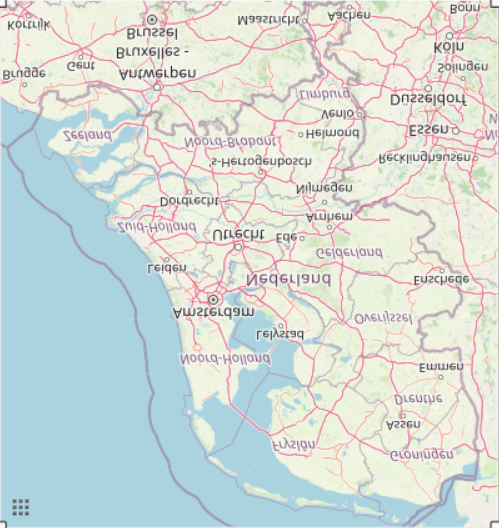 Kortrijk
Brussel
Bruxelles -
Maastricht
Aachen
Bonn
Köln
Brugge
Gent
Antwerpen
Limburg
Solingen
Düsseldorf
Venlo
Zeeland
Noord-Brabant
Helmond
Essen
's-Hertogenbosch
Recklinghausen
Nijmegen
Dordrecht
Arnhem
Zuid-Holland
Utrecht
Ede
Gelderland
Leiden
Nederland
Enschede
Amsterdam
Overijssel
Lelystad
Noord-Holland
Emmen
Drenthe
Assen
Fryslân
Groningen